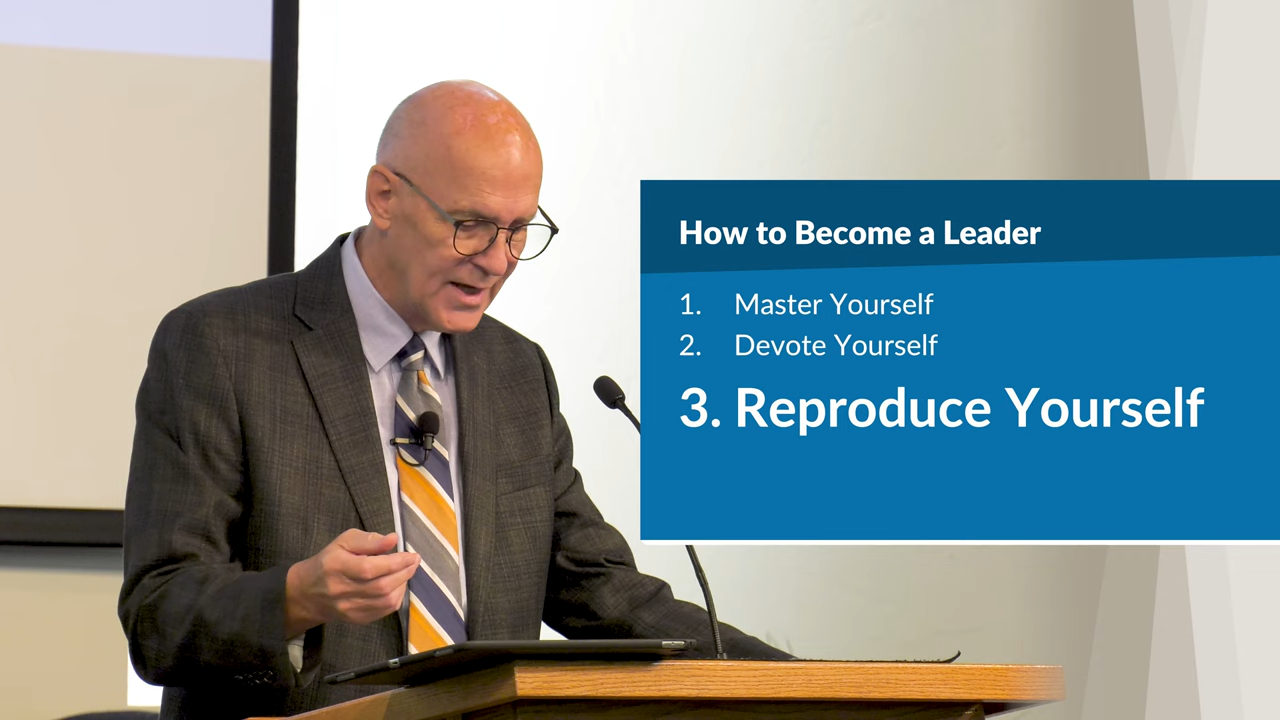 How to Become a Leader
1. Master Yourself
2. Devote Yourself
3. Reproduce Yourself